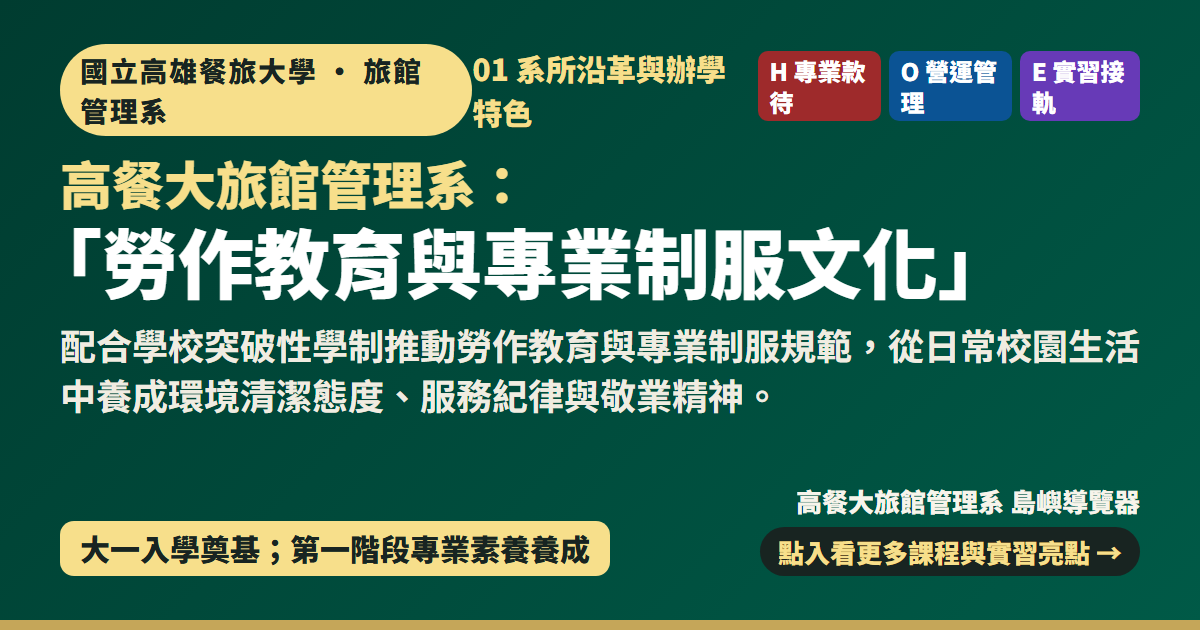 國立高雄餐旅大學 · 旅館
管理系
01 系所沿革與辦學
特色
H 專業款
待
O 營運管
理
E 實習接
軌
高餐大旅館管理系：
「勞作教育與專業制服文化」
配合學校突破性學制推動勞作教育與專業制服規範，從日常校園生活
中養成環境清潔態度、服務紀律與敬業精神。
高餐大旅館管理系 島嶼導覽器
大一入學奠基；第一階段專業素養養成
點入看更多課程與實習亮點 →